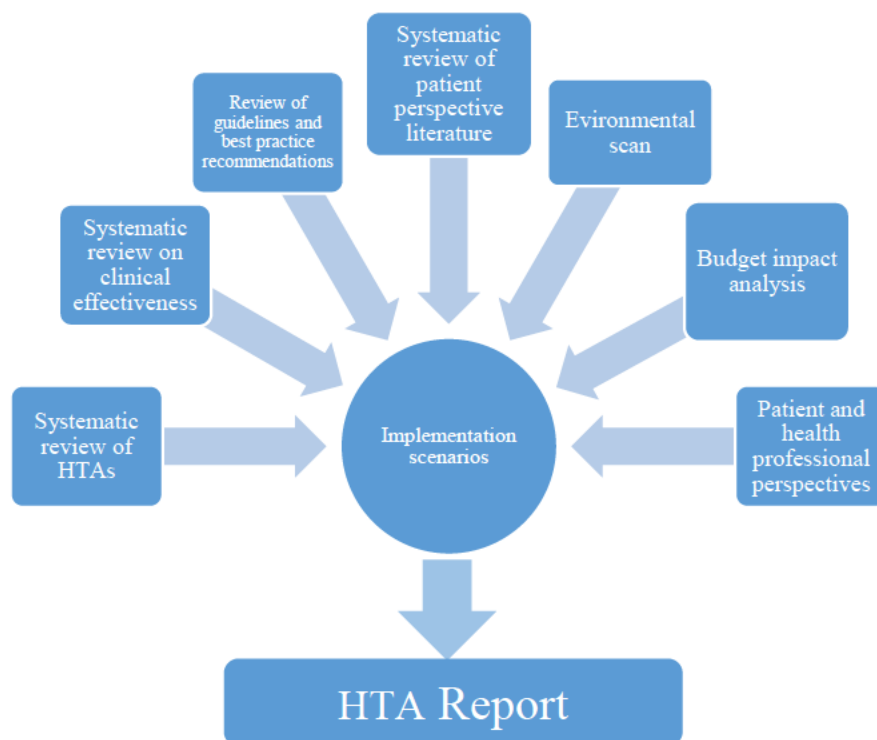 Systematic
review of
patient
perspective
literature
Review of
guidelines and
best practice
recommendations
Evironmental
scan
Systematic
review on
clinical
effectiveness
Budget impact
analysis
Systematic
review of
HTAs
Implementation
scenarios
Patient and
health
professional
perspectives
HTA Report